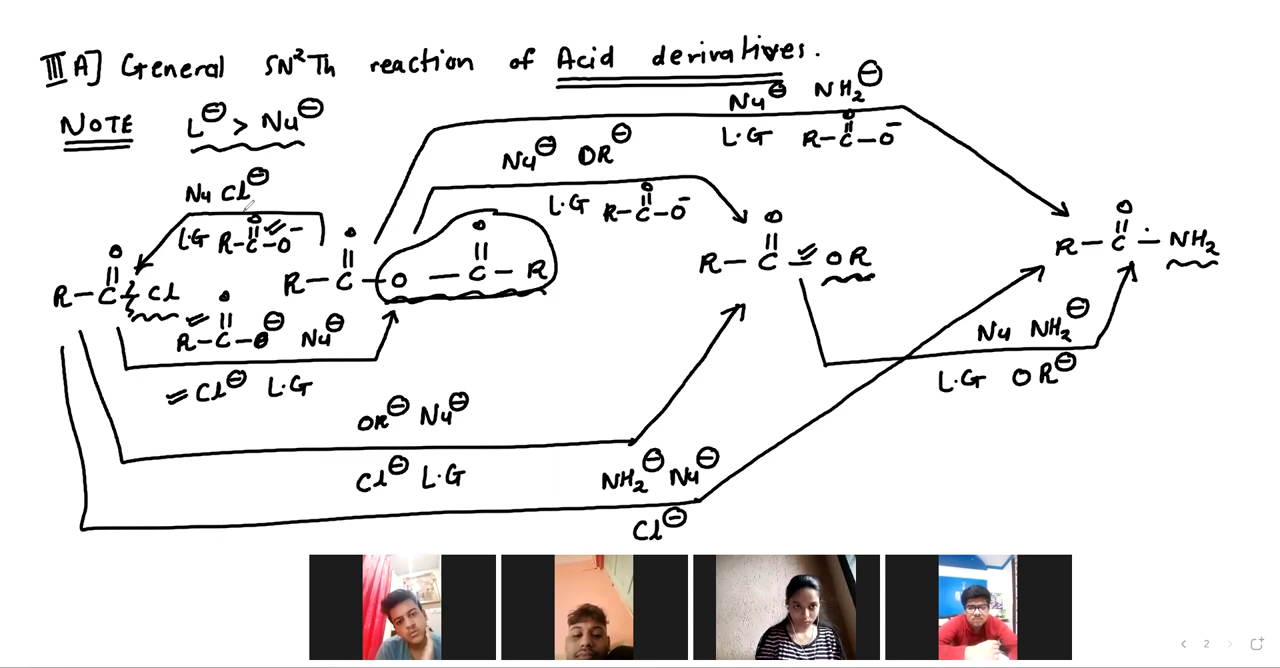 III A] General SN²Th reaction of Acid derivatives.
NOTE L⊖ > Nu⊖
Nu⊖ NH₂⊖
L.G R–C(=O)–O⁻
Nu⊖ OR⊖
L.G R–C(=O)–O⁻
Nu Cl⊖
L.G R–C(=O)–O⁻
R–C(=O)–Cl
R–C(=O)–O–C(=O)–R
R–C(=O)–OR
R–C(=O)–NH₂
R–C(=O)–O⊖ Nu⊖
Cl⊖ L.G
Nu NH₂⊖
L.G OR⊖
OR⊖ Nu⊖
Cl⊖ L.G
NH₂⊖ Nu⊖
Cl⊖
2